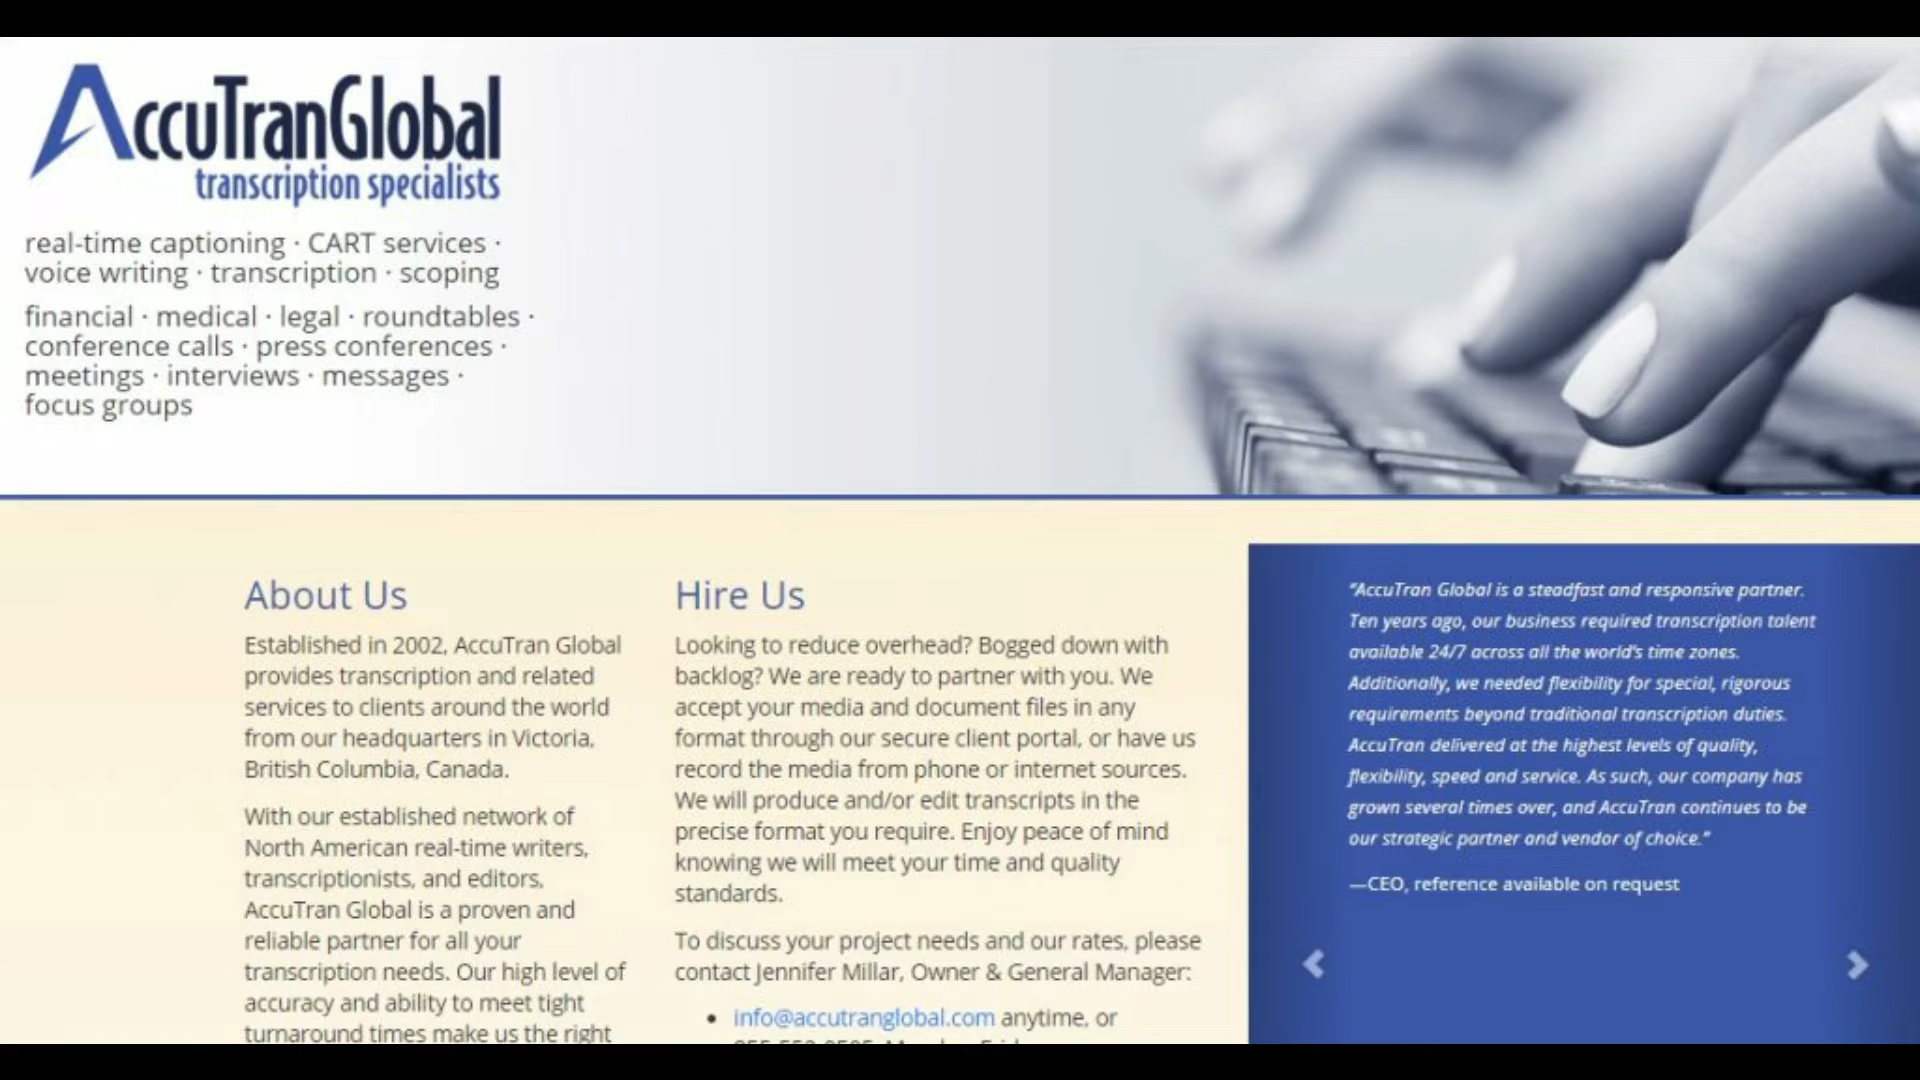 AccuTranGlobal
transcription specialists
real-time captioning · CART services ·
voice writing · transcription · scoping
financial · medical · legal · roundtables ·
conference calls · press conferences ·
meetings · interviews · messages ·
focus groups
About Us
Established in 2002, AccuTran Global
provides transcription and related
services to clients around the world
from our headquarters in Victoria,
British Columbia, Canada.
With our established network of
North American real-time writers,
transcriptionists, and editors,
AccuTran Global is a proven and
reliable partner for all your
transcription needs. Our high level of
accuracy and ability to meet tight
turnaround times make us the right
Hire Us
Looking to reduce overhead? Bogged down with
backlog? We are ready to partner with you. We
accept your media and document files in any
format through our secure client portal, or have us
record the media from phone or internet sources.
We will produce and/or edit transcripts in the
precise format you require. Enjoy peace of mind
knowing we will meet your time and quality
standards.
To discuss your project needs and our rates, please
contact Jennifer Millar, Owner & General Manager:
• info@accutranglobal.com anytime, or
“AccuTran Global is a steadfast and responsive partner.
Ten years ago, our business required transcription talent
available 24/7 across all the world's time zones.
Additionally, we needed flexibility for special, rigorous
requirements beyond traditional transcription duties.
AccuTran delivered at the highest levels of quality,
flexibility, speed and service. As such, our company has
grown several times over, and AccuTran continues to be
our strategic partner and vendor of choice.”
—CEO, reference available on request